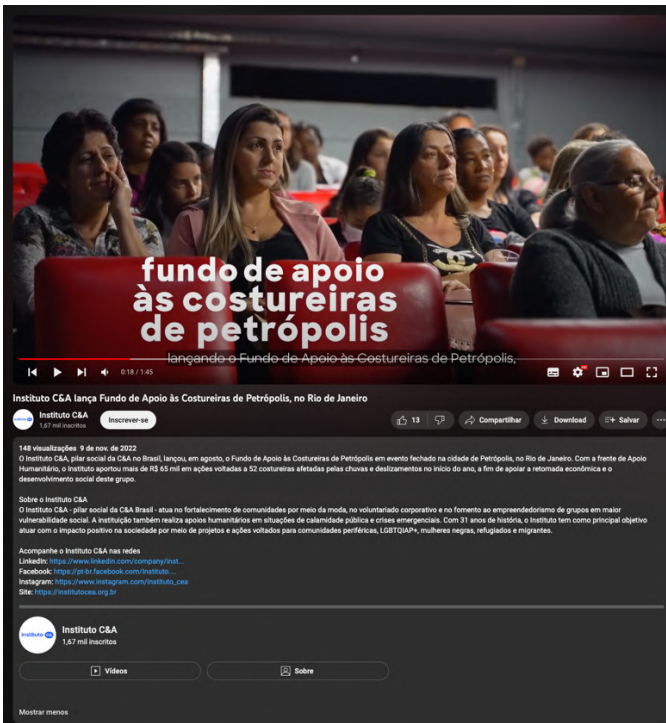 fundo de apoio
às costureiras
de petrópolis
lançando o Fundo de Apoio às Costureiras de Petrópolis,
0:18 / 1:45
Instituto C&A lança Fundo de Apoio às Costureiras de Petrópolis, no Rio de Janeiro
Instituto C&A
1,67 mil inscritos
Inscrever-se
13
Compartilhar
Download
Salvar
148 visualizações 9 de nov. de 2022
O Instituto C&A, pilar social da C&A no Brasil, lançou, em agosto, o Fundo de Apoio às Costureiras de Petrópolis em evento fechado na cidade de Petrópolis, no Rio de Janeiro. Com a frente de Apoio
Humanitário, o Instituto aportou mais de R$ 65 mil em ações voltadas a 52 costureiras afetadas pelas chuvas e deslizamentos no início do ano, a fim de apoiar a retomada econômica e o
desenvolvimento social deste grupo.
Sobre o Instituto C&A
O Instituto C&A - pilar social da C&A Brasil - atua no fortalecimento de comunidades por meio da moda, no voluntariado corporativo e no fomento ao empreendedorismo de grupos em maior
vulnerabilidade social. A instituição também realiza apoios humanitários em situações de calamidade pública e crises emergenciais. Com 31 anos de história, o Instituto tem como principal objetivo
atuar com o impacto positivo na sociedade por meio de projetos e ações voltados para comunidades periféricas, LGBTQIAP+, mulheres negras, refugiados e migrantes.
Acompanhe o Instituto C&A nas redes
LinkedIn: https://www.linkedin.com/company/inst...
Facebook: https://pt-br.facebook.com/instituto....
Instagram: https://www.instagram.com/instituto_cea
Site: https://institutocea.org.br
instituto C&A
Instituto C&A
1,67 mil inscritos
Vídeos
Sobre
Mostrar menos